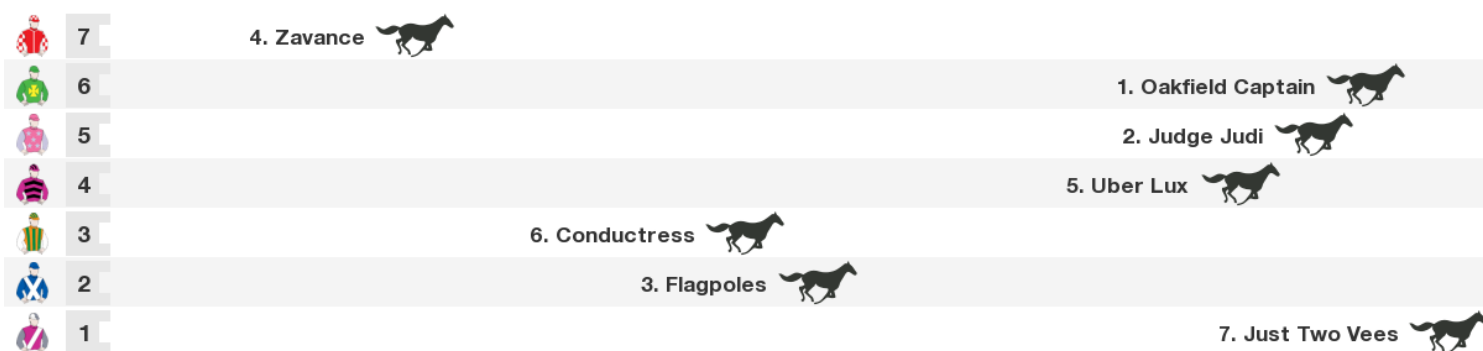 7 4. Zavance
6 1. Oakfield Captain
5 2. Judge Judi
4 5. Uber Lux
3 6. Conductress
2 3. Flagpoles
1 7. Just Two Vees